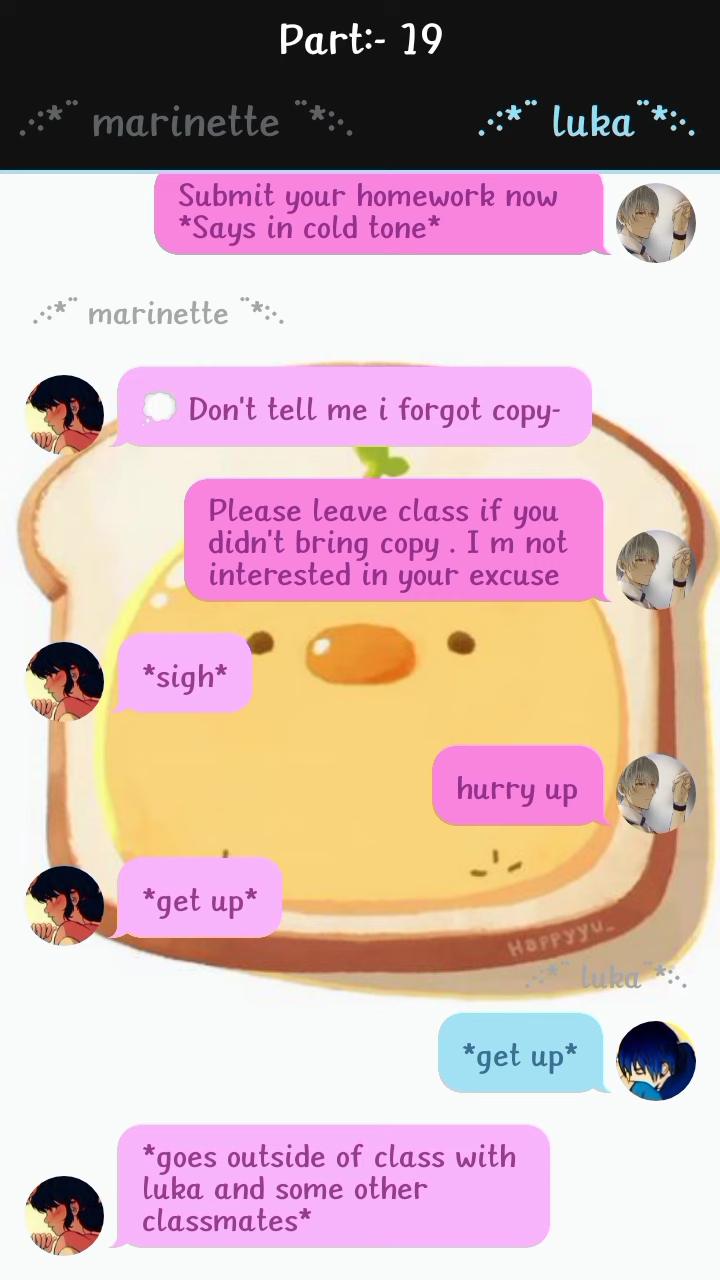 Part:- 19
.·:*¨ marinette ¨*:·.
.·:*¨ luka¨*:·.
Submit your homework now
*Says in cold tone*
.·:*¨ marinette ¨*:·.
💭 Don't tell me i forgot copy-
Please leave class if you
didn't bring copy . I m not
interested in your excuse
*sigh*
hurry up
*get up*
Happyyu_
.·:*¨ luka¨*:·.
*get up*
*goes outside of class with
luka and some other
classmates*